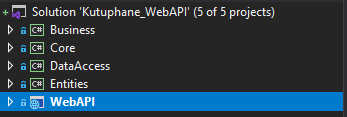 Solution 'Kutuphane_WebAPI' (5 of 5 projects)
C# Business
C# Core
C# DataAccess
C# Entities
WebAPI